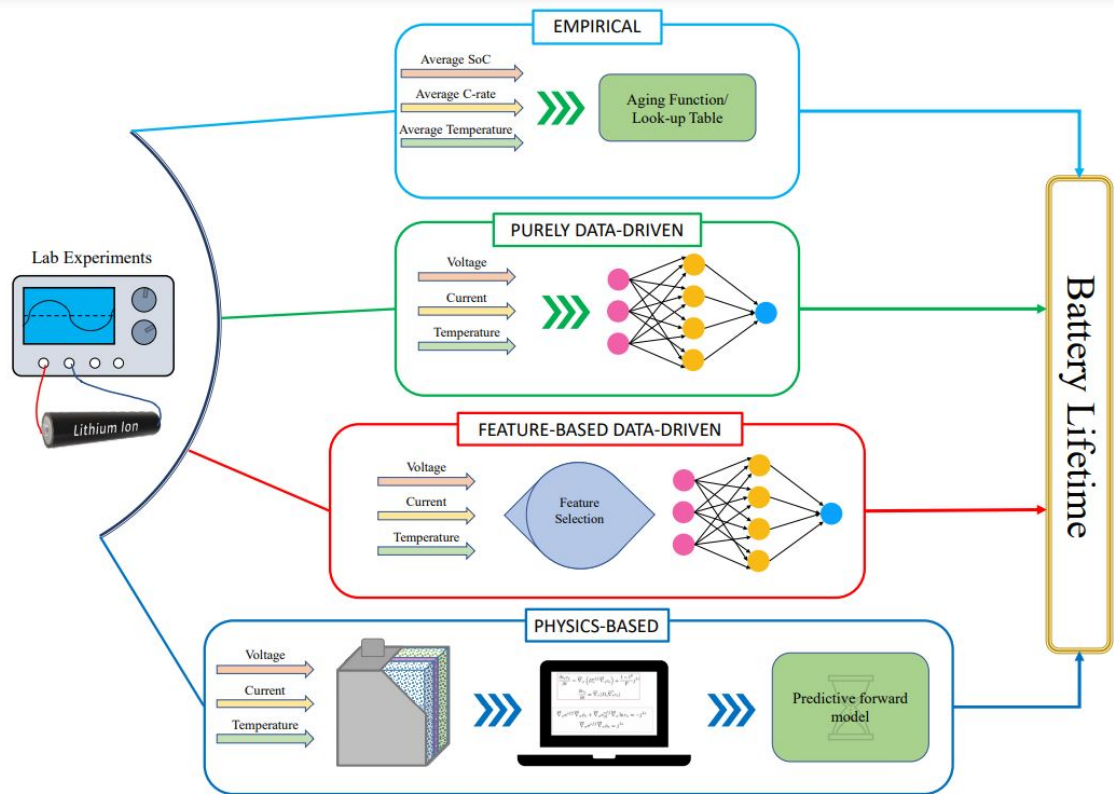 EMPIRICAL
Average SoC
Average C-rate
Average Temperature
Aging Function/
Look-up Table
Lab Experiments
Lithium Ion
PURELY DATA-DRIVEN
Voltage
Current
Temperature
FEATURE-BASED DATA-DRIVEN
Voltage
Current
Temperature
Feature
Selection
PHYSICS-BASED
Voltage
Current
Temperature
Predictive forward
model
Battery Lifetime